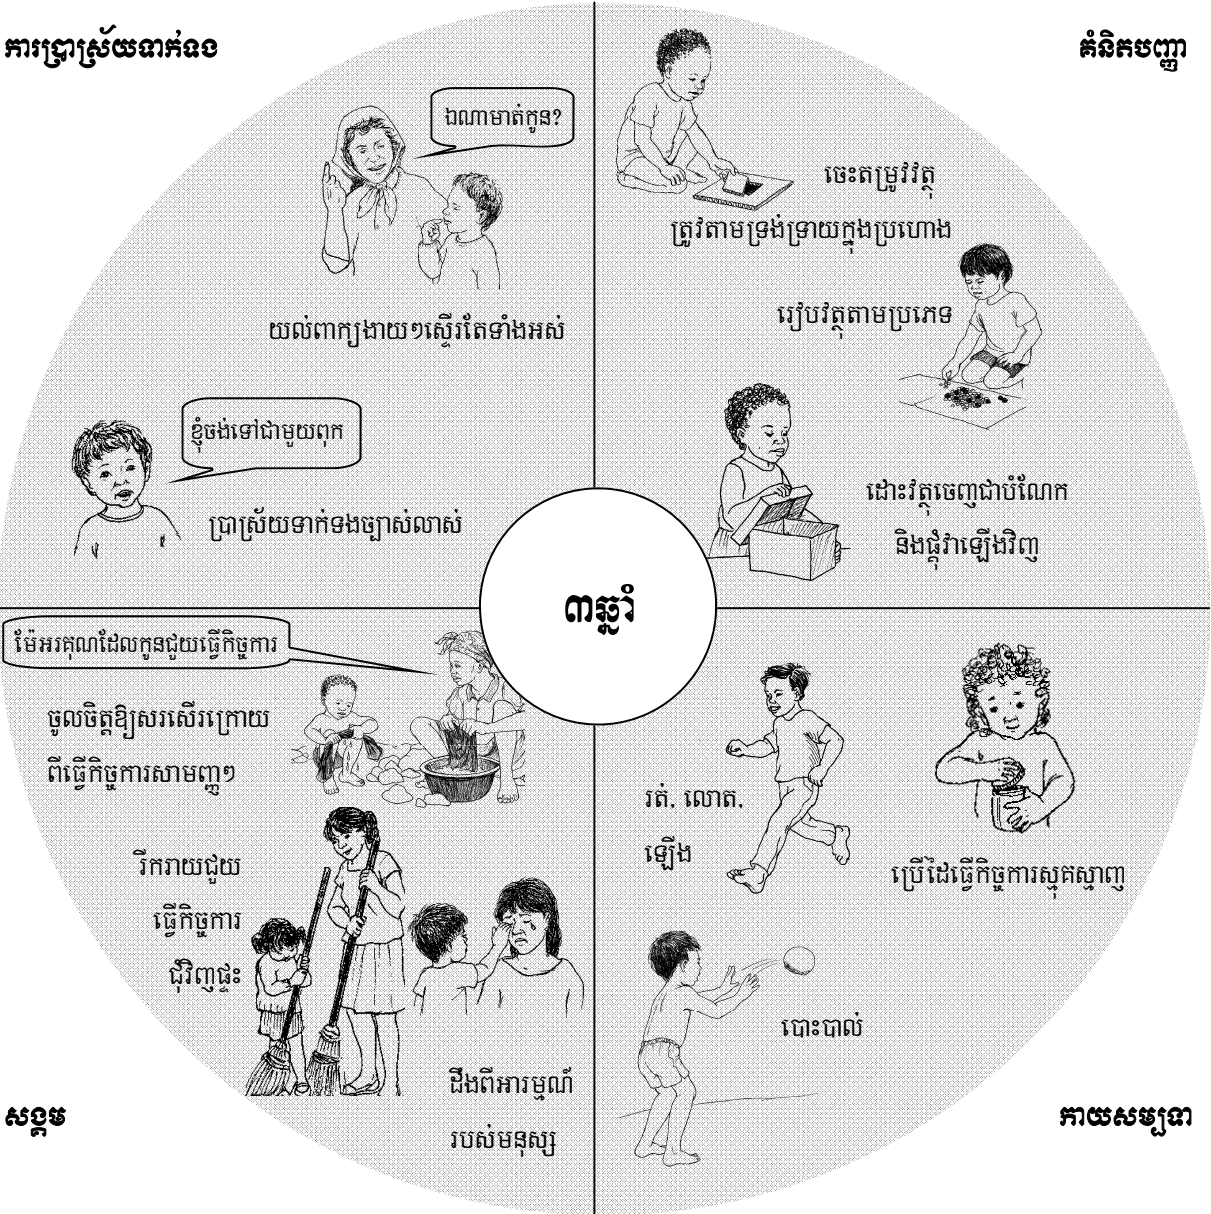 ការប្រាស្រ័យទាក់ទង
គំនិតបញ្ញា
ឯណាមាត់កូន?
យល់ពាក្យងាយៗស្ទើរតែទាំងអស់
ខ្ញុំចង់ទៅជាមួយពុក
ប្រាស្រ័យទាក់ទងច្បាស់លាស់
ចេះតម្រូវវត្ថុ
ត្រូវតាមទ្រង់ទ្រាយក្នុងប្រហោង
រៀបវត្ថុតាមប្រភេទ
ដោះវត្ថុចេញជាបំណែក
និងផ្គុំវាឡើងវិញ
៣ឆ្នាំ
ម៉ែអរគុណដែលកូនជួយធ្វើកិច្ចការ
ចូលចិត្តឱ្យសរសើរក្រោយ
ពីធ្វើកិច្ចការសាមញ្ញៗ
រីករាយជួយ
ធ្វើកិច្ចការ
ជុំវិញផ្ទះ
ដឹងពីអារម្មណ៍
របស់មនុស្ស
រត់, លោត,
ឡើង
ប្រើដៃធ្វើកិច្ចការស្មុគស្មាញ
បោះបាល់
សង្គម
កាយសម្បទា